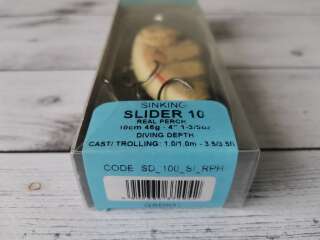 SINKING
SLIDER 10
REAL PERCH
10cm 46g - 4" 1-3/5oz
DIVING DEPTH
CAST/ TROLLING: 1.0/1.0m - 3.5/3.5ft
CODE: SD_100_SI_RPH